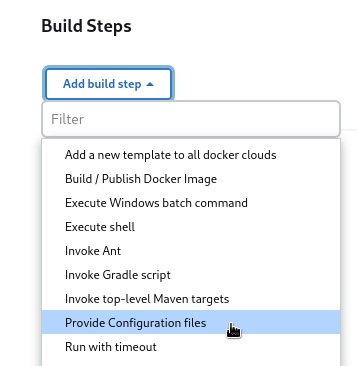 Build Steps
Add build step
Filter
Add a new template to all docker clouds
Build / Publish Docker Image
Execute Windows batch command
Execute shell
Invoke Ant
Invoke Gradle script
Invoke top-level Maven targets
Provide Configuration files
Run with timeout